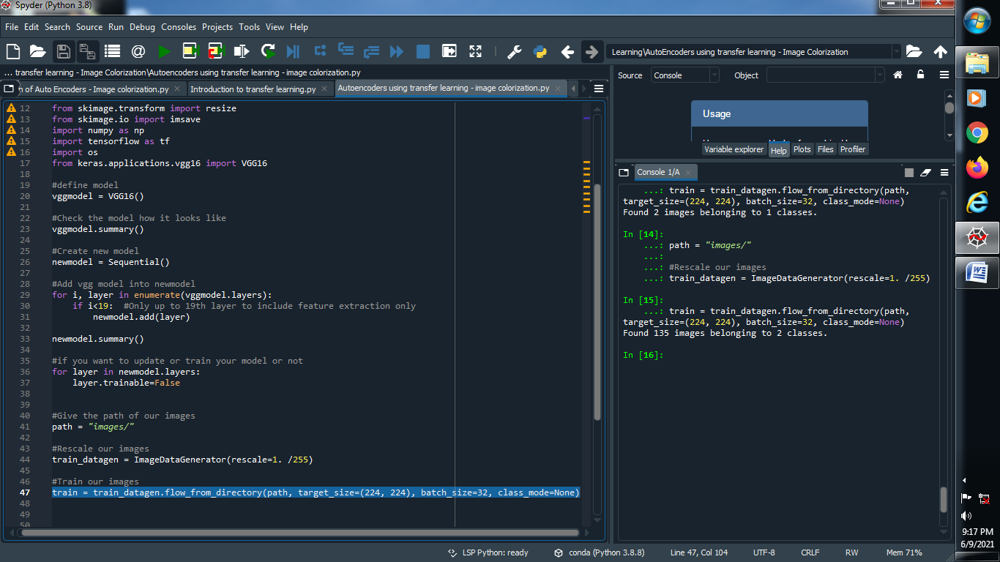 Spyder (Python 3.8)
File Edit Search Source Run Debug Consoles Projects Tools View Help
Learning\AutoEncoders using transfer learning - Image Colorization
... transfer learning - Image Colorization\Autoencoders using transfer learning - image colorization.py
n of Auto Encoders - Image colorization.py
Introduction to transfer learning.py
Autoencoders using transfer learning - image colorization.py
12 from skimage.transform import resize
13 from skimage.io import imsave
14 import numpy as np
15 import tensorflow as tf
16 import os
17 from keras.applications.vgg16 import VGG16
18
19 #define model
20 vggmodel = VGG16()
21
22 #Check the model how it looks like
23 vggmodel.summary()
24
25 #Create new model
26 newmodel = Sequential()
27
28 #Add vgg model into newmodel
29 for i, layer in enumerate(vggmodel.layers):
30     if i<19:  #Only up to 19th layer to include feature extraction only
31         newmodel.add(layer)
32
33 newmodel.summary()
34
35 #if you want to update or train your model or not
36 for layer in newmodel.layers:
37     layer.trainable=False
38
39
40 #Give the path of our images
41 path = "images/"
42
43 #Rescale our images
44 train_datagen = ImageDataGenerator(rescale=1. /255)
45
46 #Train our images
47 train = train_datagen.flow_from_directory(path, target_size=(224, 224), batch_size=32, class_mode=None)
48
49
50
Source Console Object
Usage
Variable explorer Help Plots Files Profiler
Console 1/A
...: train = train_datagen.flow_from_directory(path,
target_size=(224, 224), batch_size=32, class_mode=None)
Found 2 images belonging to 1 classes.
In [14]:
...: path = "images/"
...:
...: #Rescale our images
...: train_datagen = ImageDataGenerator(rescale=1. /255)
In [15]:
...: train = train_datagen.flow_from_directory(path,
target_size=(224, 224), batch_size=32, class_mode=None)
Found 135 images belonging to 2 classes.
In [16]:
LSP Python: ready conda (Python 3.8.8) Line 47, Col 104 UTF-8 CRLF RW Mem 71%
9:17 PM
6/9/2021